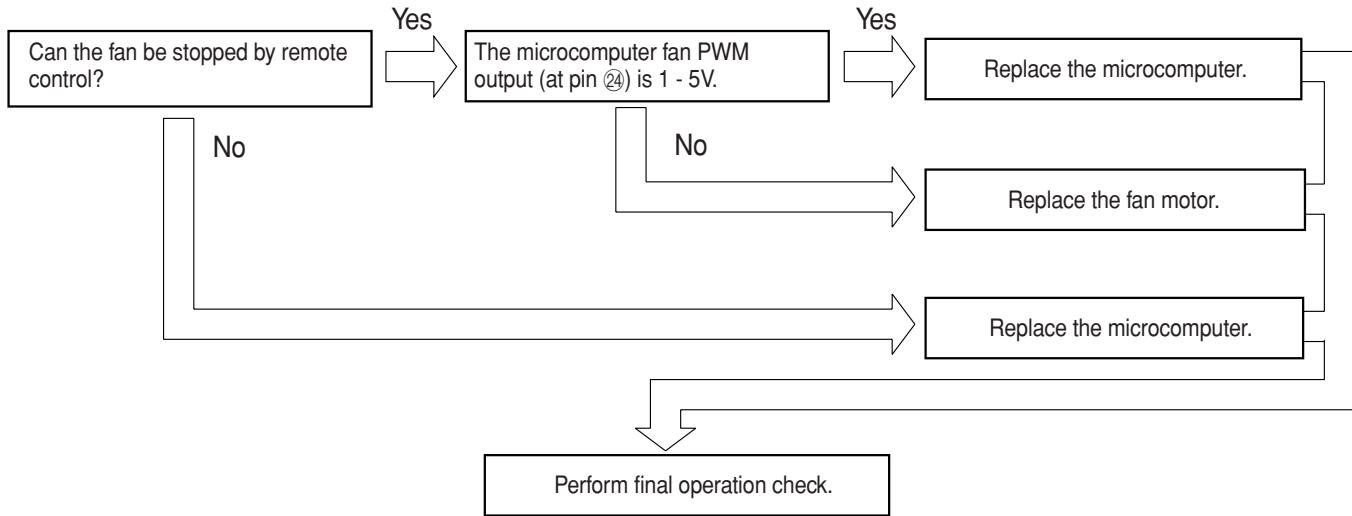 Can the fan be stopped by remote
control?
Yes
The microcomputer fan PWM
output (at pin ㉔) is 1 - 5V.
Yes
Replace the microcomputer.
No
No
Replace the fan motor.
Replace the microcomputer.
Perform final operation check.